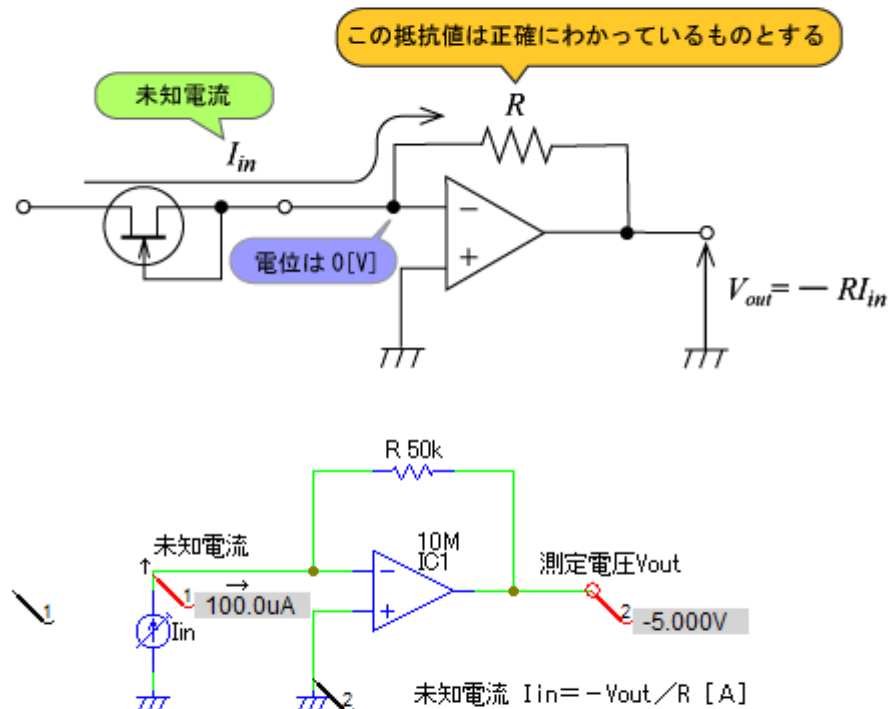 この抵抗値は正確にわかっているものとする
未知電流
R
Iin
−
+
電位は 0[V]
Vout= − RIin
R 50k
未知電流
10M
IC1
測定電圧Vout
↑
→
1
1
100.0uA
−
+
2
-5.000V
Iin
2
未知電流 Iin=−Vout/R [A]